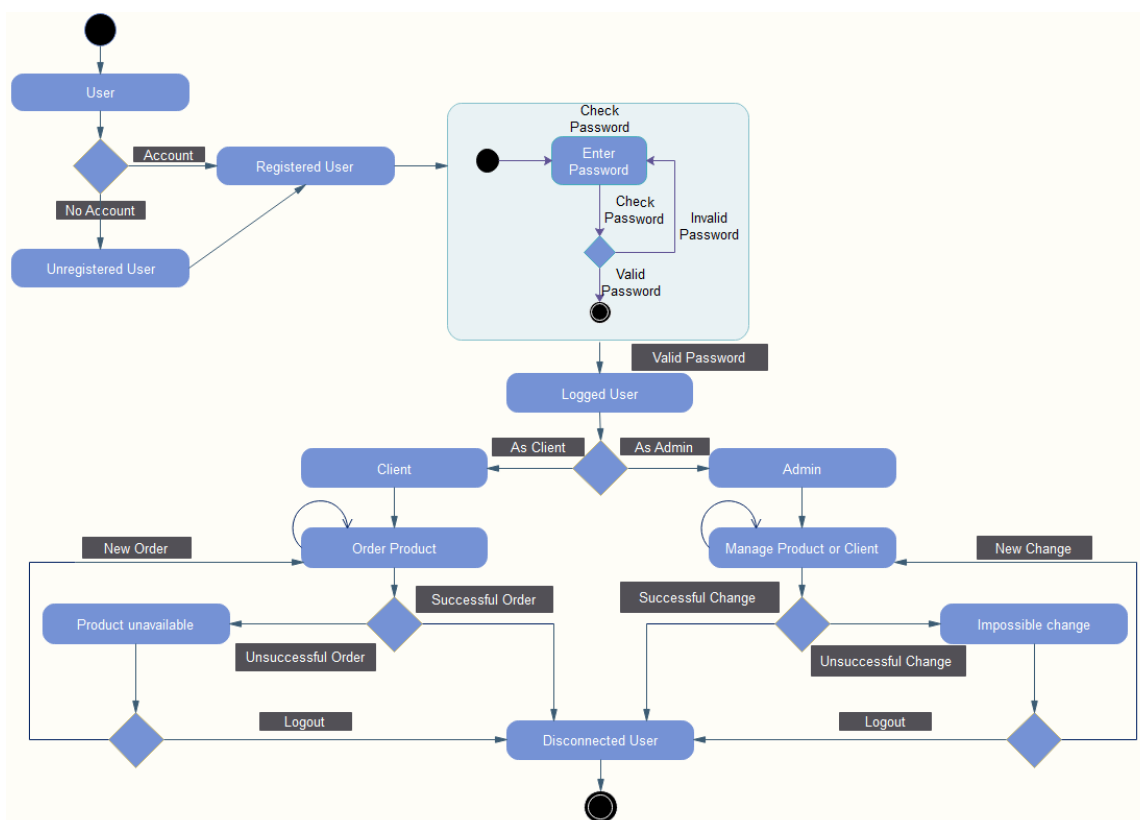 User
Account
Registered User
No Account
Unregistered User
Check
Password
Enter
Password
Check
Password
Invalid
Password
Valid
Password
Valid Password
Logged User
As Client
As Admin
Client
Admin
Order Product
Manage Product or Client
New Order
New Change
Successful Order
Successful Change
Product unavailable
Impossible change
Unsuccessful Order
Unsuccessful Change
Logout
Logout
Disconnected User